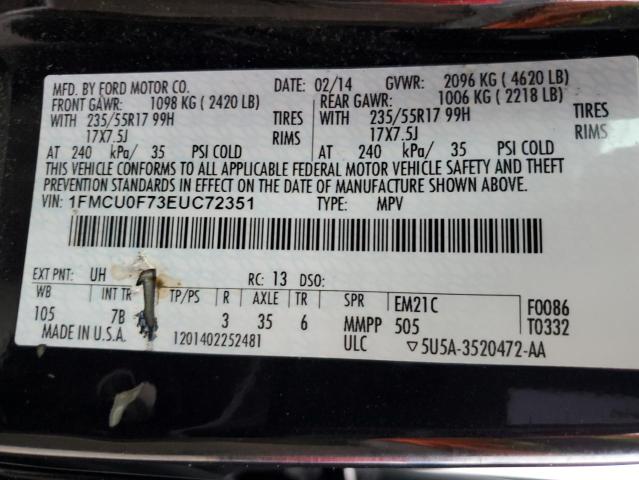 MFD. BY FORD MOTOR CO. DATE: 02/14 GVWR: 2096 KG ( 4620 LB)
FRONT GAWR: 1098 KG ( 2420 LB) REAR GAWR: 1006 KG ( 2218 LB)
WITH 235/55R17 99H TIRES WITH 235/55R17 99H TIRES
17X7.5J RIMS 17X7.5J RIMS
AT 240 kPa/ 35 PSI COLD AT 240 kPa/ 35 PSI COLD
THIS VEHICLE CONFORMS TO ALL APPLICABLE FEDERAL MOTOR VEHICLE SAFETY AND THEFT
PREVENTION STANDARDS IN EFFECT ON THE DATE OF MANUFACTURE SHOWN ABOVE.
VIN: 1FMCU0F73EUC72351 TYPE: MPV
EXT PNT: UH RC: 13 DSO:
WB INT TR TP/PS R AXLE TR SPR EM21C F0086
105 7B 3 35 6 MMPP 505 T0332
MADE IN U.S.A. 1201402252481 ULC ▽5U5A-3520472-AA